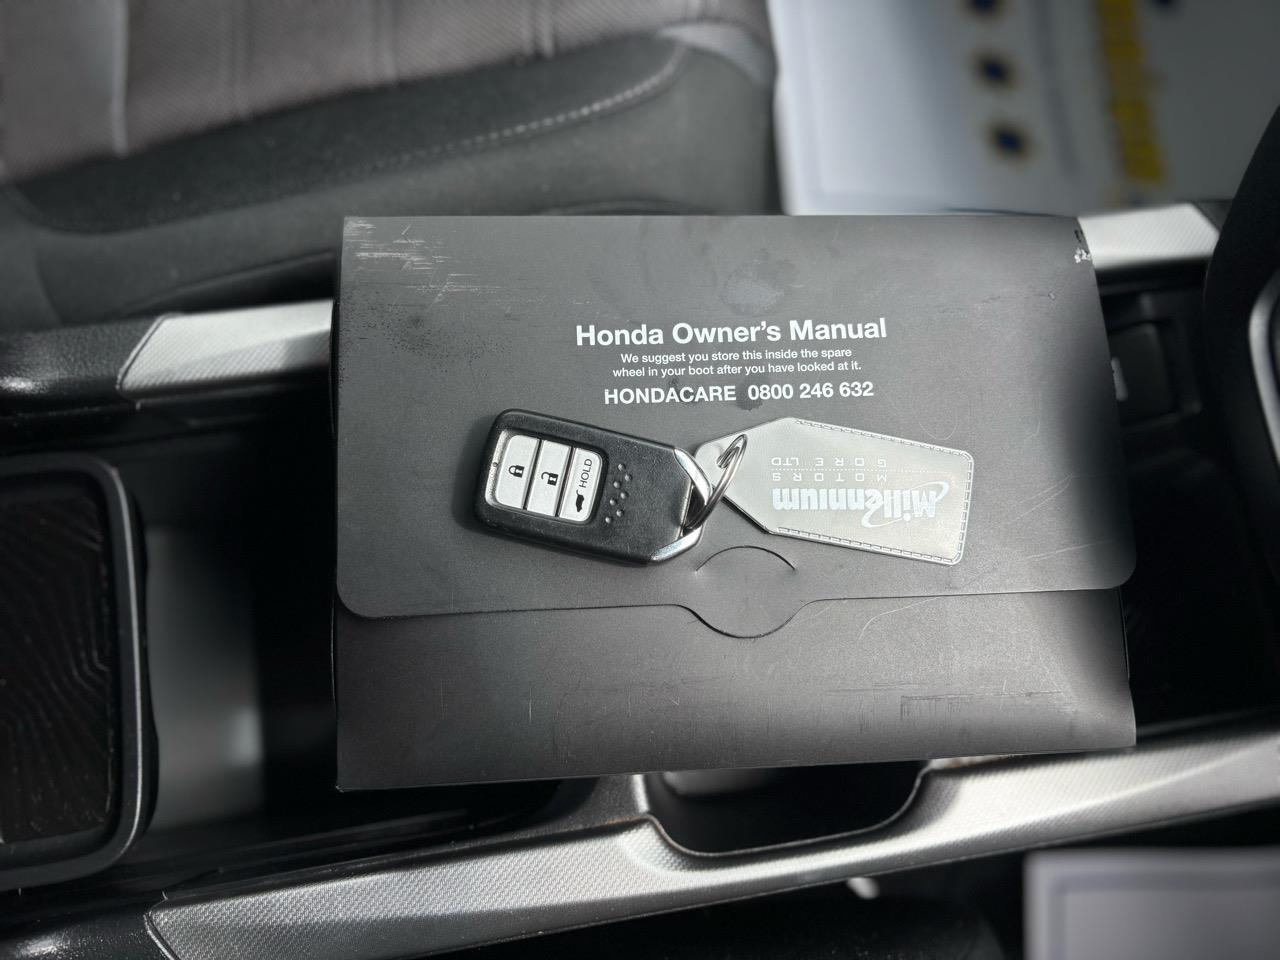 Honda Owner's Manual
We suggest you store this inside the spare
wheel in your boot after you have looked at it.
HONDACARE 0800 246 632
HOLD
Millennium
MOTORS
GORE LTD